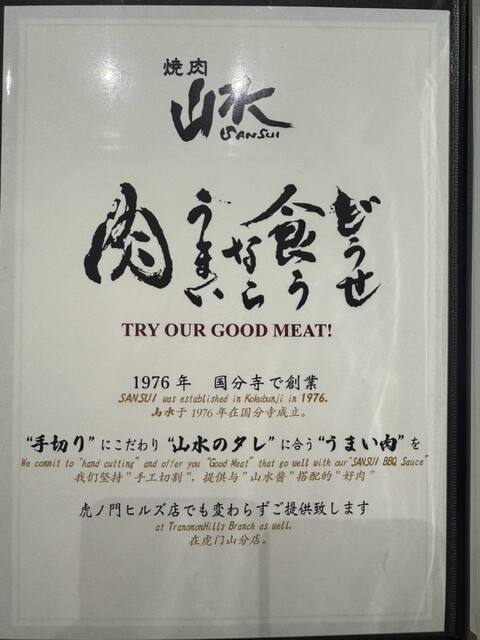 焼肉
山水
SANSUI
どうせ
食う
なら
うまい
肉
TRY OUR GOOD MEAT!
1976年　国分寺で創業
SANSUI was established in Kokubunji in 1976.
山水于1976年在国分寺成立。
“手切り”にこだわり“山水のタレ”に合う“うまい肉”を
We commit to "hand cutting" and offer you "Good Meat" that go well with our"SANSUI BBQ Sauce"
我们坚持"手工切割"，提供与"山水酱"搭配的"好肉"
虎ノ門ヒルズ店でも変わらずご提供致します
at TranomonHills Branch as well.
在虎门山分店。